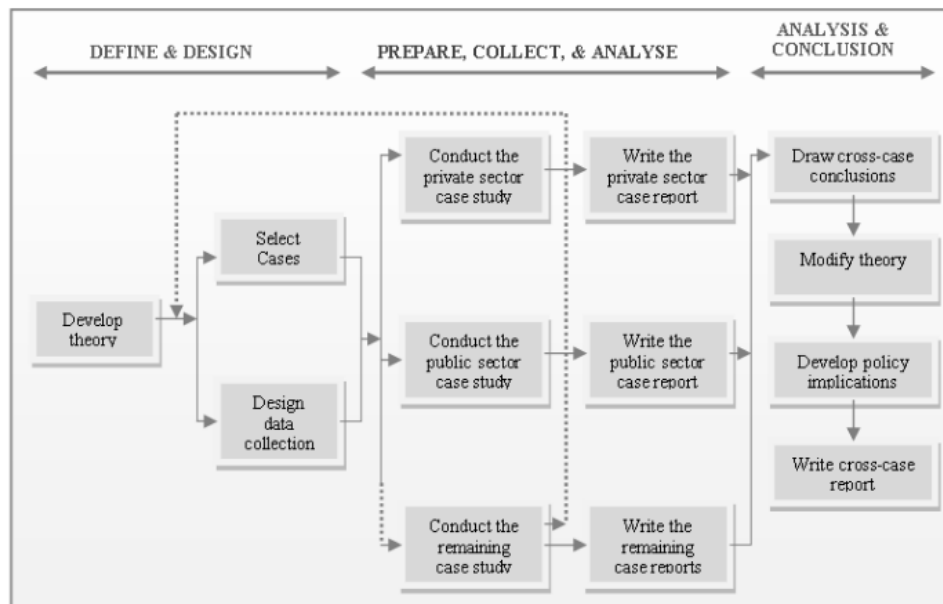 DEFINE & DESIGN
PREPARE, COLLECT, & ANALYSE
ANALYSIS &
CONCLUSION
Develop
theory
Select
Cases
Design
data
collection
Conduct the
private sector
case study
Write the
private sector
case report
Conduct the
public sector
case study
Write the
public sector
case report
Conduct the
remaining
case study
Write the
remaining
case reports
Draw cross-case
conclusions
Modify theory
Develop policy
implications
Write cross-case
report